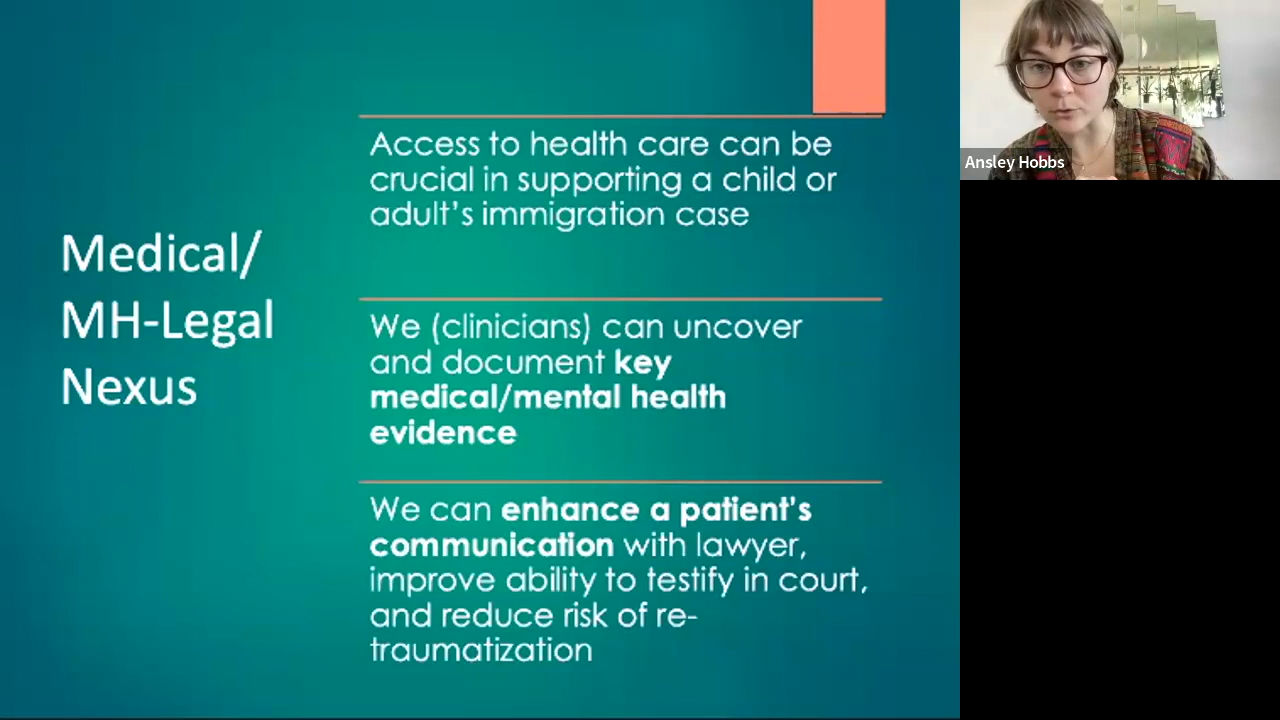 Medical/
MH-Legal
Nexus
Access to health care can be
crucial in supporting a child or
adult's immigration case
We (clinicians) can uncover
and document key
medical/mental health
evidence
We can enhance a patient's
communication with lawyer,
improve ability to testify in court,
and reduce risk of re-
traumatization
Ansley Hobbs